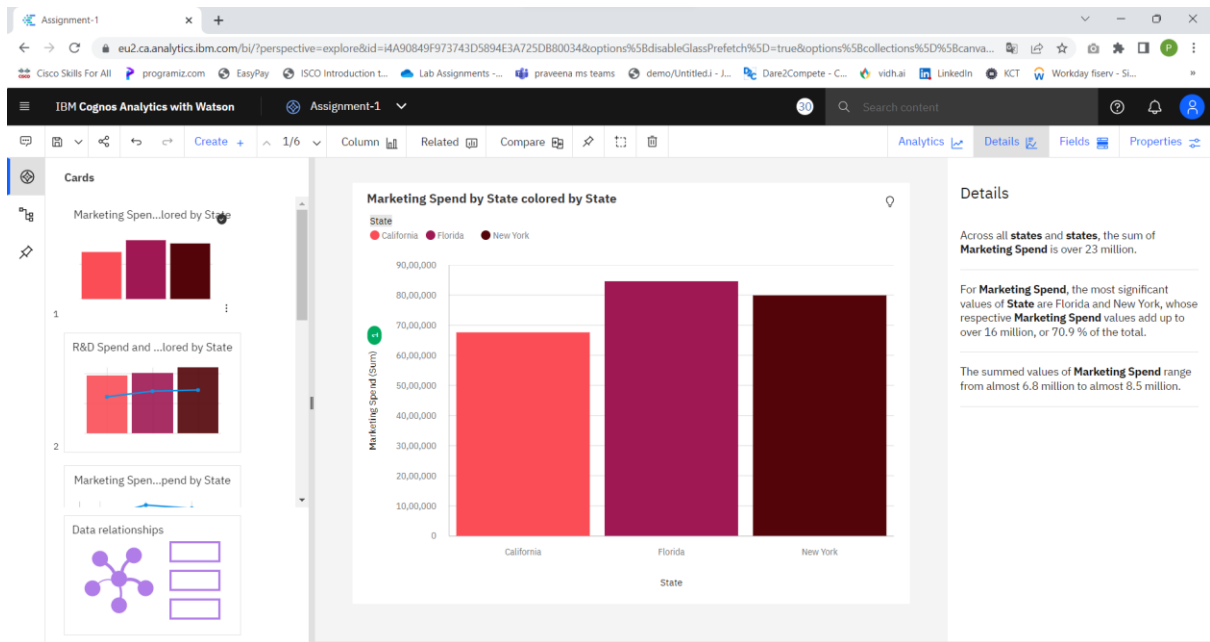 Assignment-1
eu2.ca.analytics.ibm.com/bi/?perspective=explore&id=i4A90849F973743D5894E3A725DB80034&options%5BdisableGlassPrefetch%5D=true&options%5Bcollections%5D%5Bcanva...
P
Cisco Skills For All programiz.com EasyPay ISCO Introduction t... Lab Assignments -... praveena ms teams demo/Untitled.i - J... Dare2Compete - C... vidh.ai LinkedIn KCT Workday fiserv - Si... »
IBM Cognos Analytics with Watson Assignment-1 30 Search content
Create + 1/6 Column Related Compare Analytics Details Fields Properties
Cards
Marketing Spen...lored by State
1
R&D Spend and ...lored by State
2
Marketing Spen...pend by State
Data relationships
Marketing Spend by State colored by State
State
California Florida New York
90,00,000
80,00,000
70,00,000
60,00,000
50,00,000
40,00,000
30,00,000
20,00,000
10,00,000
0
Marketing Spend (Sum)
California Florida New York
State
Details
Across all states and states, the sum of
Marketing Spend is over 23 million.
For Marketing Spend, the most significant
values of State are Florida and New York, whose
respective Marketing Spend values add up to
over 16 million, or 70.9 % of the total.
The summed values of Marketing Spend range
from almost 6.8 million to almost 8.5 million.